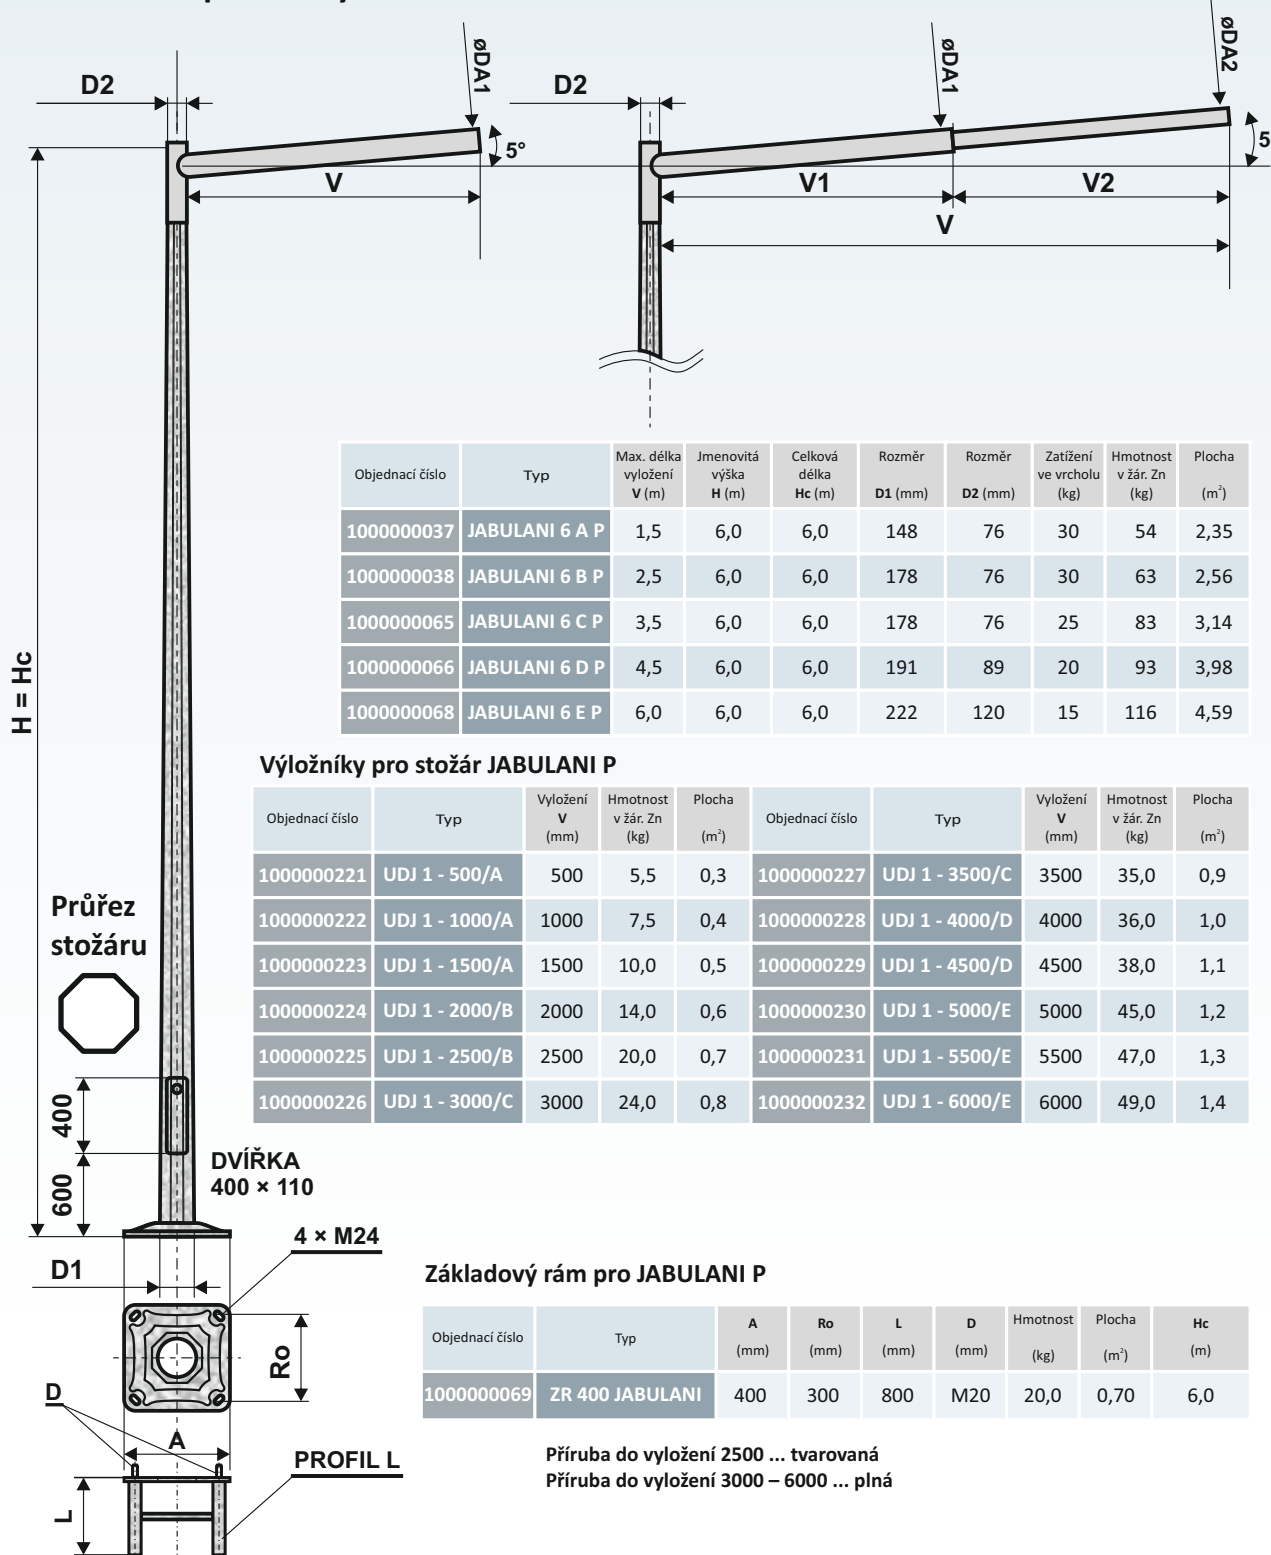 D2
øDA1
5°
V
D2
øDA1
øDA2
5
V1
V2
V
H = Hc
Objednací číslo Typ Max. délka vyložení V (m) Jmenovitá výška H (m) Celková délka Hc (m) Rozměr D1 (mm) Rozměr D2 (mm) Zatížení ve vrcholu (kg) Hmotnost v žár. Zn (kg) Plocha (m²)
1000000037 JABULANI 6 A P 1,5 6,0 6,0 148 76 30 54 2,35
1000000038 JABULANI 6 B P 2,5 6,0 6,0 178 76 30 63 2,56
1000000065 JABULANI 6 C P 3,5 6,0 6,0 178 76 25 83 3,14
1000000066 JABULANI 6 D P 4,5 6,0 6,0 191 89 20 93 3,98
1000000068 JABULANI 6 E P 6,0 6,0 6,0 222 120 15 116 4,59
Výložníky pro stožár JABULANI P
Objednací číslo Typ Vyložení V (mm) Hmotnost v žár. Zn (kg) Plocha (m²) Objednací číslo Typ Vyložení V (mm) Hmotnost v žár. Zn (kg) Plocha (m²)
1000000221 UDJ 1 - 500/A 500 5,5 0,3 1000000227 UDJ 1 - 3500/C 3500 35,0 0,9
1000000222 UDJ 1 - 1000/A 1000 7,5 0,4 1000000228 UDJ 1 - 4000/D 4000 36,0 1,0
1000000223 UDJ 1 - 1500/A 1500 10,0 0,5 1000000229 UDJ 1 - 4500/D 4500 38,0 1,1
1000000224 UDJ 1 - 2000/B 2000 14,0 0,6 1000000230 UDJ 1 - 5000/E 5000 45,0 1,2
1000000225 UDJ 1 - 2500/B 2500 20,0 0,7 1000000231 UDJ 1 - 5500/E 5500 47,0 1,3
1000000226 UDJ 1 - 3000/C 3000 24,0 0,8 1000000232 UDJ 1 - 6000/E 6000 49,0 1,4
Průřez
stožáru
400
600
DVÍŘKA
400 × 110
4 × M24
D1
Ro
D
A
PROFIL L
L
Základový rám pro JABULANI P
Objednací číslo Typ A (mm) Ro (mm) L (mm) D (mm) Hmotnost (kg) Plocha (m²) Hc (m)
1000000069 ZR 400 JABULANI 400 300 800 M20 20,0 0,70 6,0
Příruba do vyložení 2500 ... tvarovaná
Příruba do vyložení 3000 – 6000 ... plná